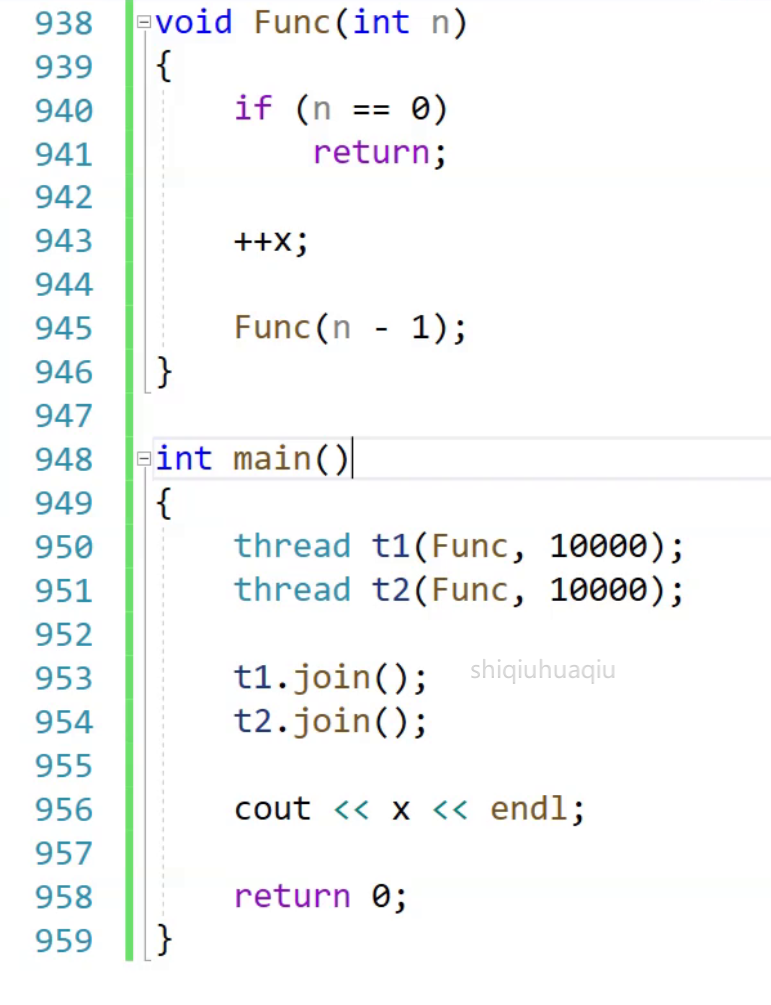 938 void Func(int n)
939 {
940     if (n == 0)
941         return;
942
943     ++x;
944
945     Func(n - 1);
946 }
947
948 int main()
949 {
950     thread t1(Func, 10000);
951     thread t2(Func, 10000);
952
953     t1.join(); shiqiuhuaqiu
954     t2.join();
955
956     cout << x << endl;
957
958     return 0;
959 }